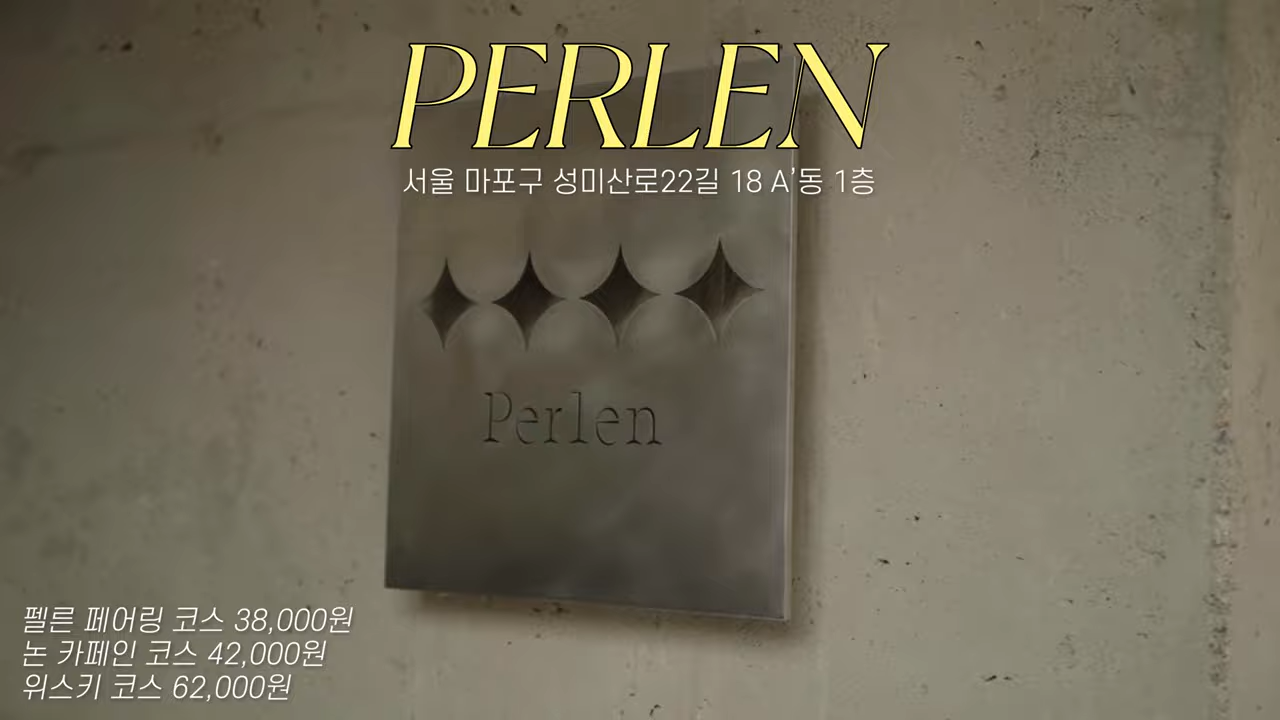 PERLEN
서울 마포구 성미산로22길 18 A'동 1층
Perlen
펠른 페어링 코스 38,000원
논 카페인 코스 42,000원
위스키 코스 62,000원